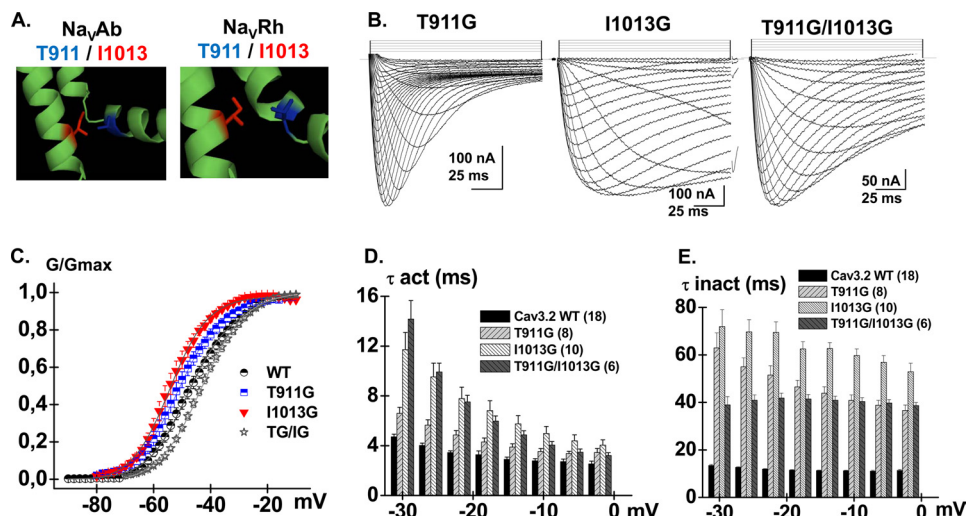 A.
NaVAb
T911 / I1013
NaVRh
T911 / I1013
B.
T911G
I1013G
T911G/I1013G
100 nA
25 ms
100 nA
25 ms
50 nA
25 ms
C.
G/Gmax
1,0
0,8
0,6
0,4
0,2
0,0
WT
T911G
I1013G
TG/IG
-80
-60
-40
-20
mV
D.
τ act (ms)
16
12
8
4
0
Cav3.2 WT (18)
T911G (8)
I1013G (10)
T911G/I1013G (6)
-30
-20
-10
0
mV
E.
τ inact (ms)
80
60
40
20
0
Cav3.2 WT (18)
T911G (8)
I1013G (10)
T911G/I1013G (6)
-30
-20
-10
0
mV